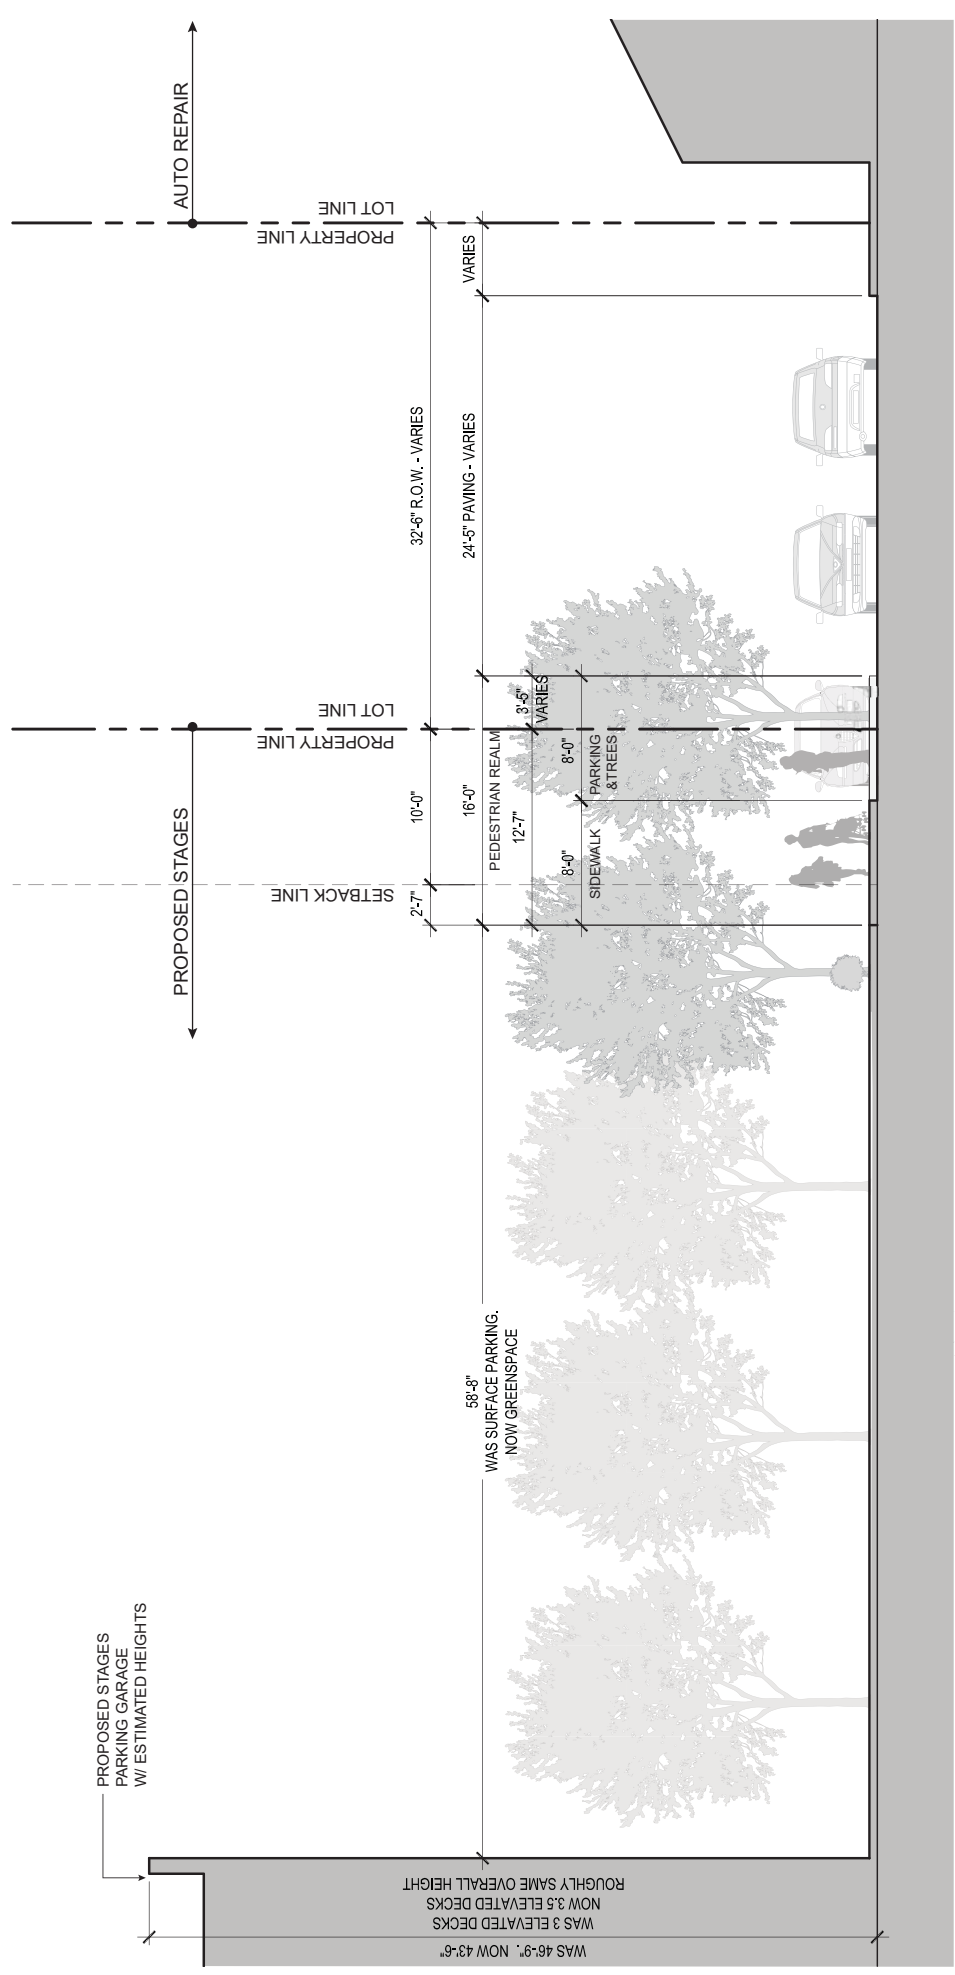 PROPOSED STAGES
PARKING GARAGE
W/ ESTIMATED HEIGHTS
WAS 46'-9". NOW 43'-6"
WAS 3 ELEVATED DECKS
NOW 3.5 ELEVATED DECKS
ROUGHLY SAME OVERALL HEIGHT
PROPOSED STAGES
AUTO REPAIR
SETBACK LINE
PROPERTY LINE
LOT LINE
PROPERTY LINE
LOT LINE
2'-7"
10'-0"
32'-6" R.O.W. - VARIES
58'-8"
WAS SURFACE PARKING.
NOW GREENSPACE
16'-0"
PEDESTRIAN REALM
24'-5" PAVING - VARIES
VARIES
12'-7"
3'-5"
VARIES
8'-0"
SIDEWALK
8'-0"
PARKING
&TREES